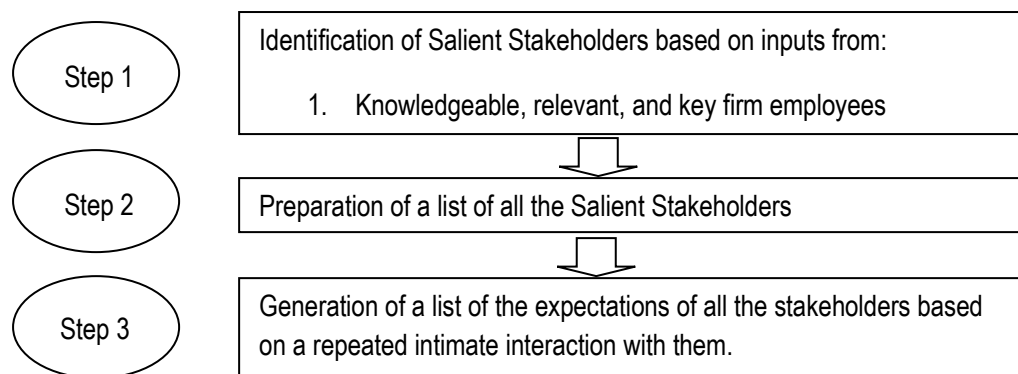 Step 1
Identification of Salient Stakeholders based on inputs from:
1. Knowledgeable, relevant, and key firm employees
Step 2
Preparation of a list of all the Salient Stakeholders
Step 3
Generation of a list of the expectations of all the stakeholders based
on a repeated intimate interaction with them.